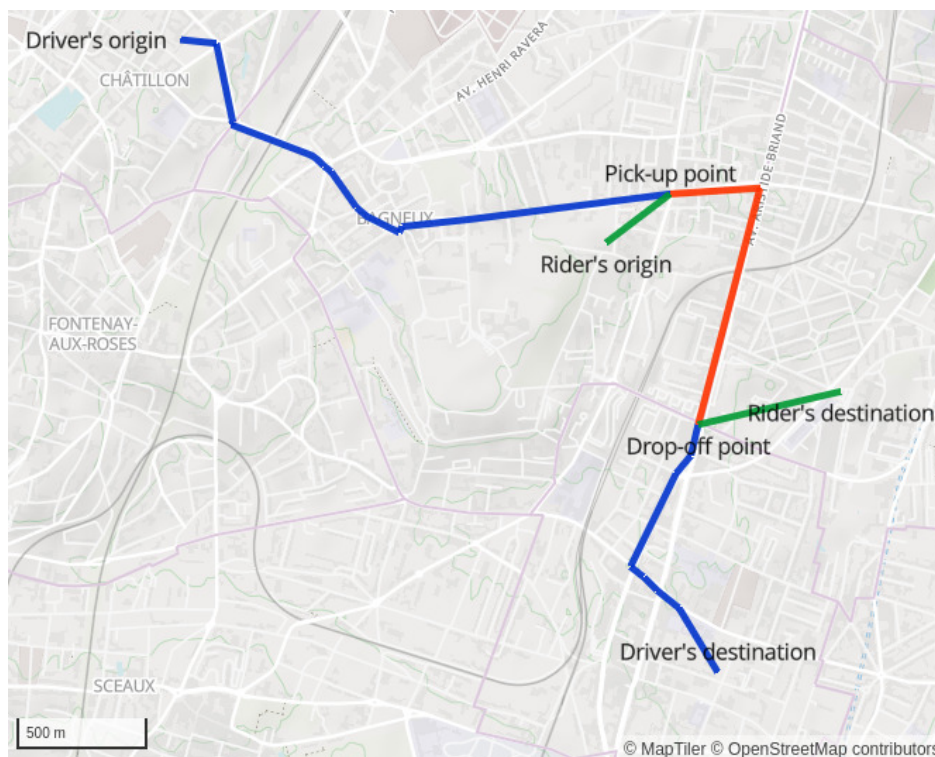 Driver's origin
CHÂTILLON
AV. HENRI RAVERA
AV. ARISTIDE BRIAND
Pick-up point
BAGNEUX
Rider's origin
FONTENAY-
AUX-ROSES
Rider's destination
Drop-off point
Driver's destination
SCEAUX
500 m
© MapTiler © OpenStreetMap contributors